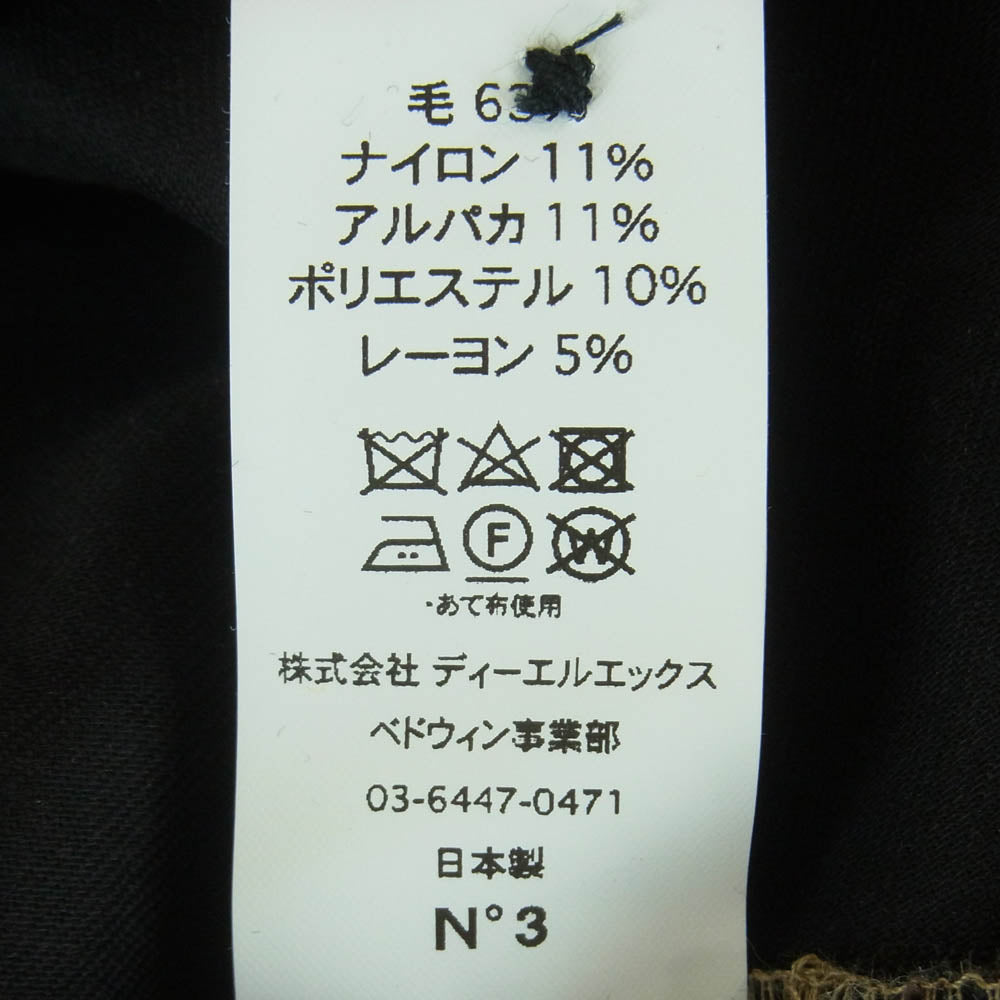 毛
ナイロン 11%
アルパカ 11%
ポリエステル 10%
レーヨン 5%
F
W
・あて布使用
株式会社 ディーエルエックス
ベドウィン事業部
03-6447-0471
日本製
N°3